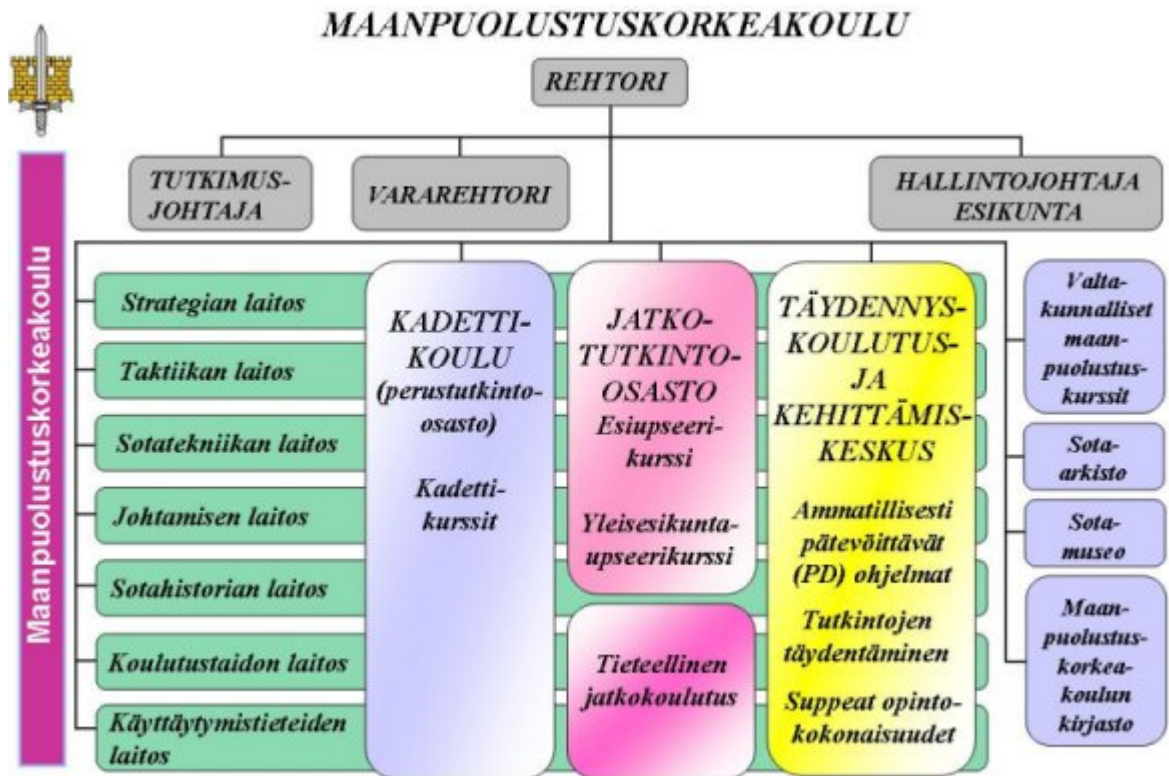 MAANPUOLUSTUSKORKEAKOULU
REHTORI
TUTKIMUS-
JOHTAJA
VARAREHTORI
HALLINTOJOHTAJA
ESIKUNTA
Maanpuolustuskorkeakoulu
Strategian laitos
Taktiikan laitos
Sotatekniikan laitos
Johtamisen laitos
Sotahistorian laitos
Koulutustaidon laitos
Käyttäytymistieteiden
laitos
KADETTI-
KOULU
(perustutkinto-
osasto)
Kadetti-
kurssit
JATKO-
TUTKINTO-
OSASTO
Esiupseeri-
kurssi
Yleisesikunta-
upseerikurssi
Tieteellinen
jatkokoulutus
TÄYDENNYS-
KOULUTUS-
JA
KEHITTÄMIS-
KESKUS
Ammatillisesti
pätevöittävät
(PD) ohjelmat
Tutkintojen
täydentäminen
Suppeat opinto-
kokonaisuudet
Valta-
kunnalliset
maan-
puolustus-
kurssit
Sota-
arkisto
Sota-
museo
Maan-
puolustus-
korkea-
koulun
kirjasto